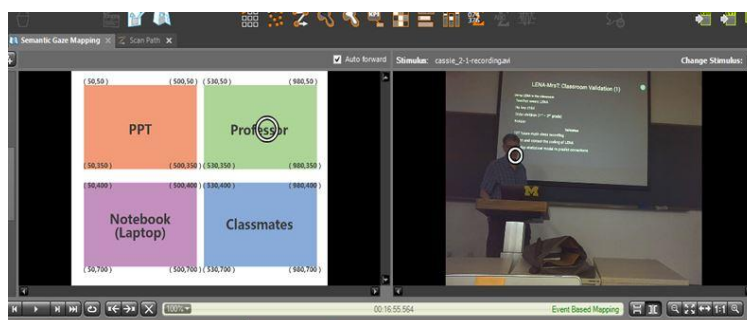 Semantic Gaze Mapping Scan Path
Auto forward Stimulus: cassie_2-1-recording.avi Change Stimulus:
(50,50) (500,50) (530,50) (980,50)
PPT Professor
(50,350) (500,350) (530,350) (980,350)
(50,400) (500,400) (530,400) (980,400)
Notebook
(Laptop)
Classmates
(50,700) (500,700) (530,700) (980,700)
LENA-MrsT: Classroom Validation (1)
M
100% 00:16:55.564 Event Based Mapping 1:1